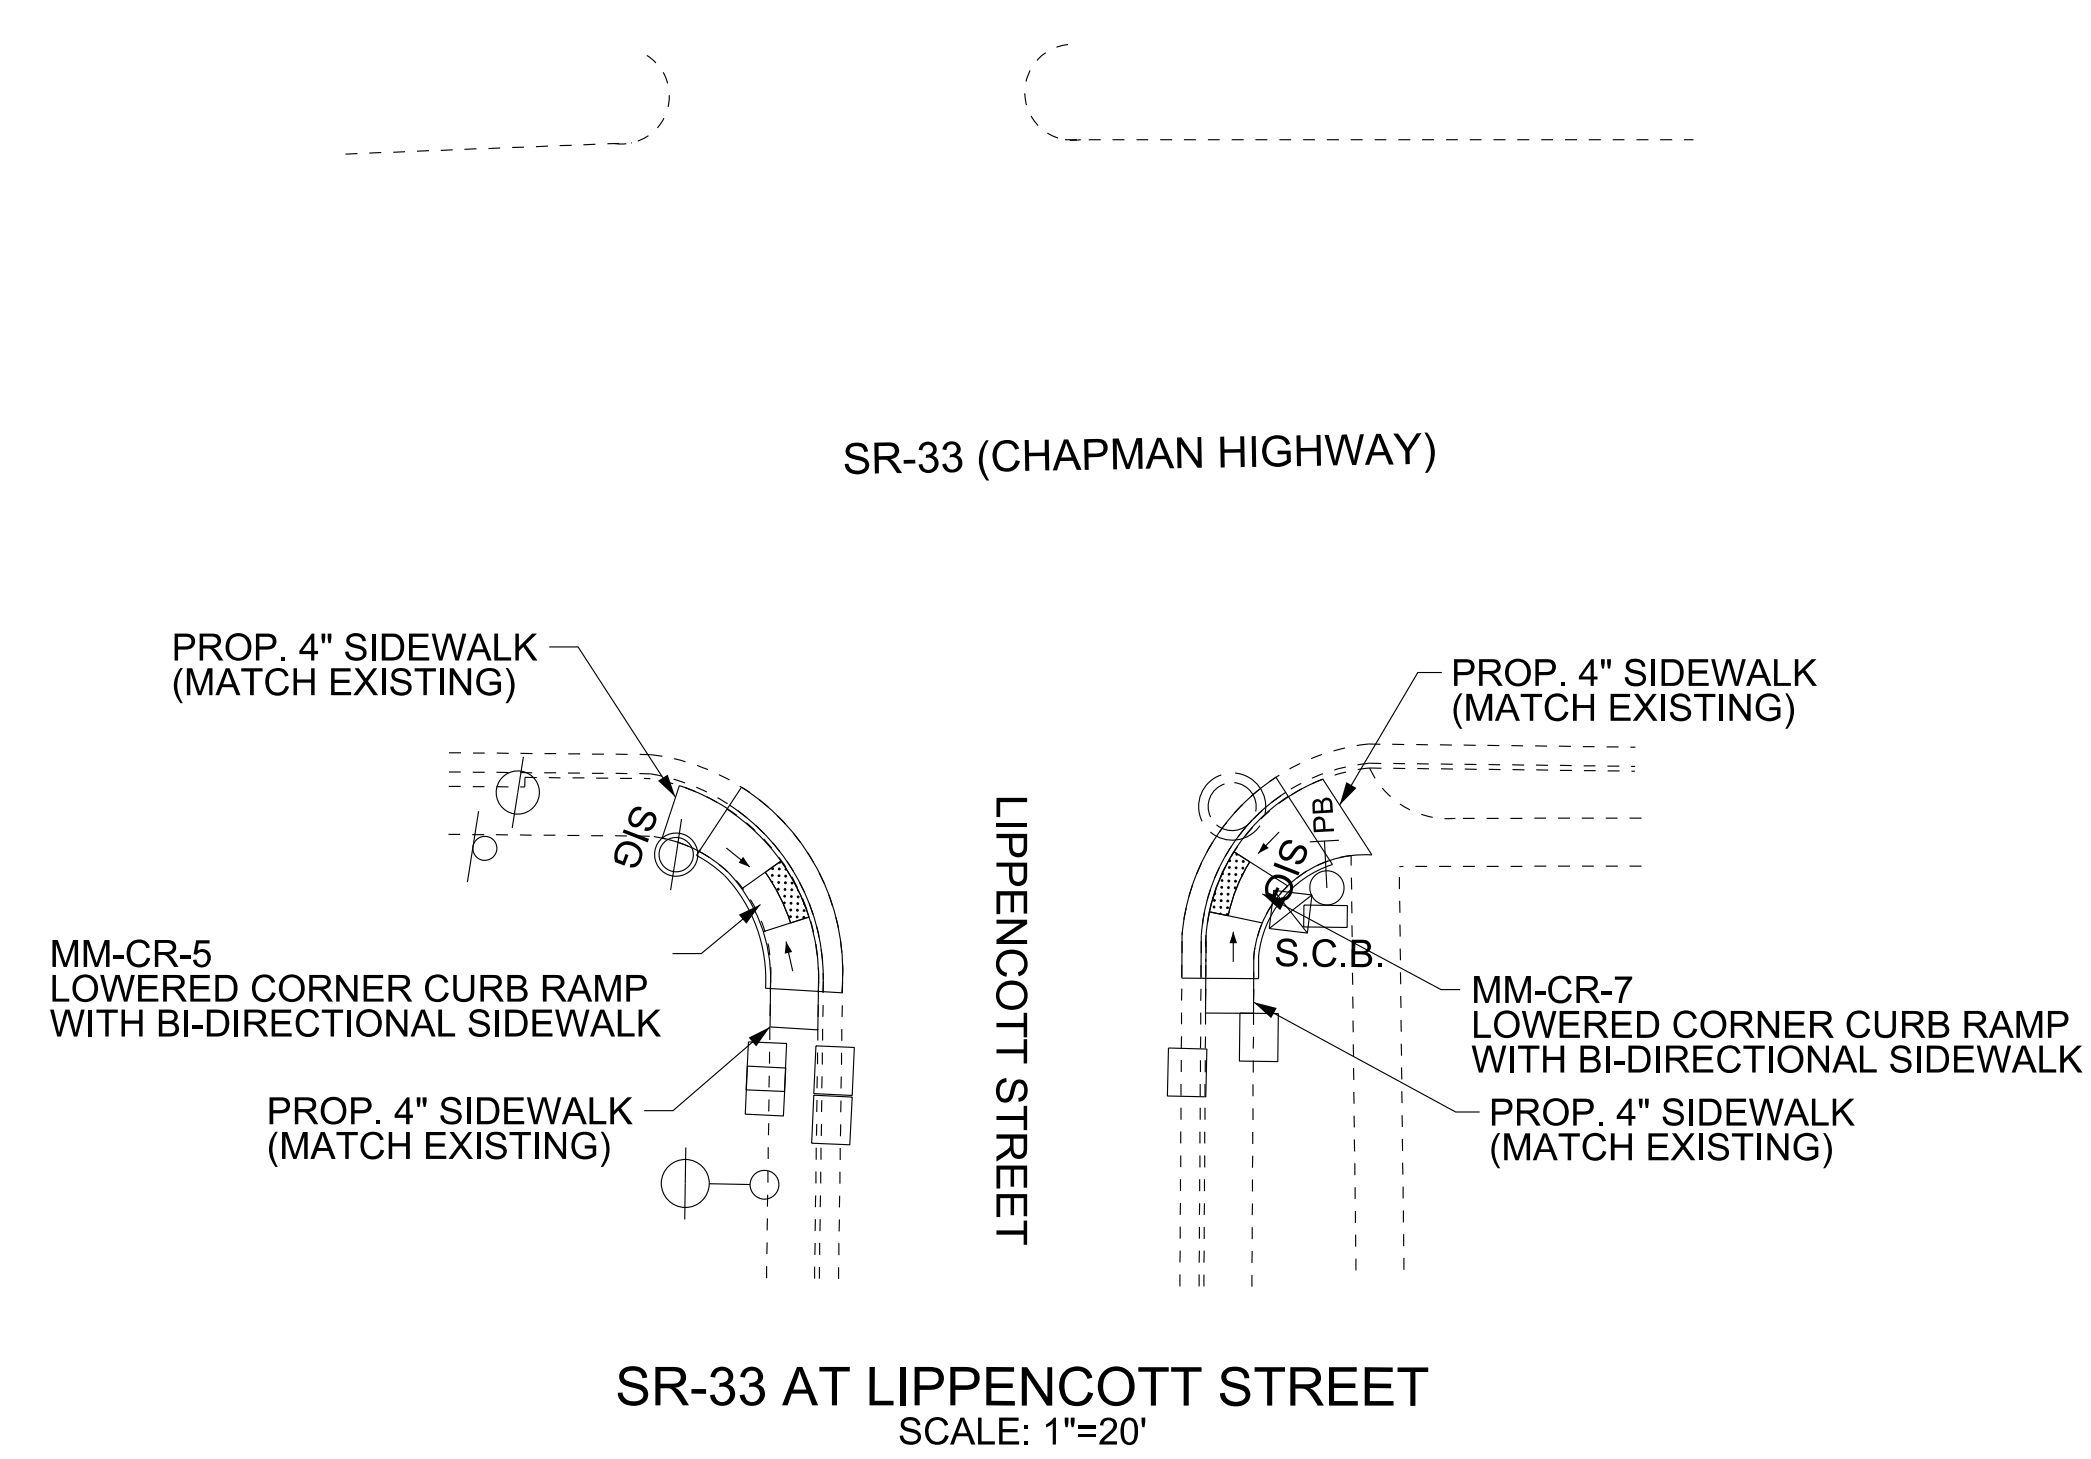 SR-33 (CHAPMAN HIGHWAY)
PROP. 4" SIDEWALK
(MATCH EXISTING)
PROP. 4" SIDEWALK
(MATCH EXISTING)
SIG
PB
SIG
LIPPENCOTT STREET
MM-CR-5
LOWERED CORNER CURB RAMP
WITH BI-DIRECTIONAL SIDEWALK
S.C.B.
MM-CR-7
LOWERED CORNER CURB RAMP
WITH BI-DIRECTIONAL SIDEWALK
PROP. 4" SIDEWALK
(MATCH EXISTING)
PROP. 4" SIDEWALK
(MATCH EXISTING)
SR-33 AT LIPPENCOTT STREET
SCALE: 1"=20'